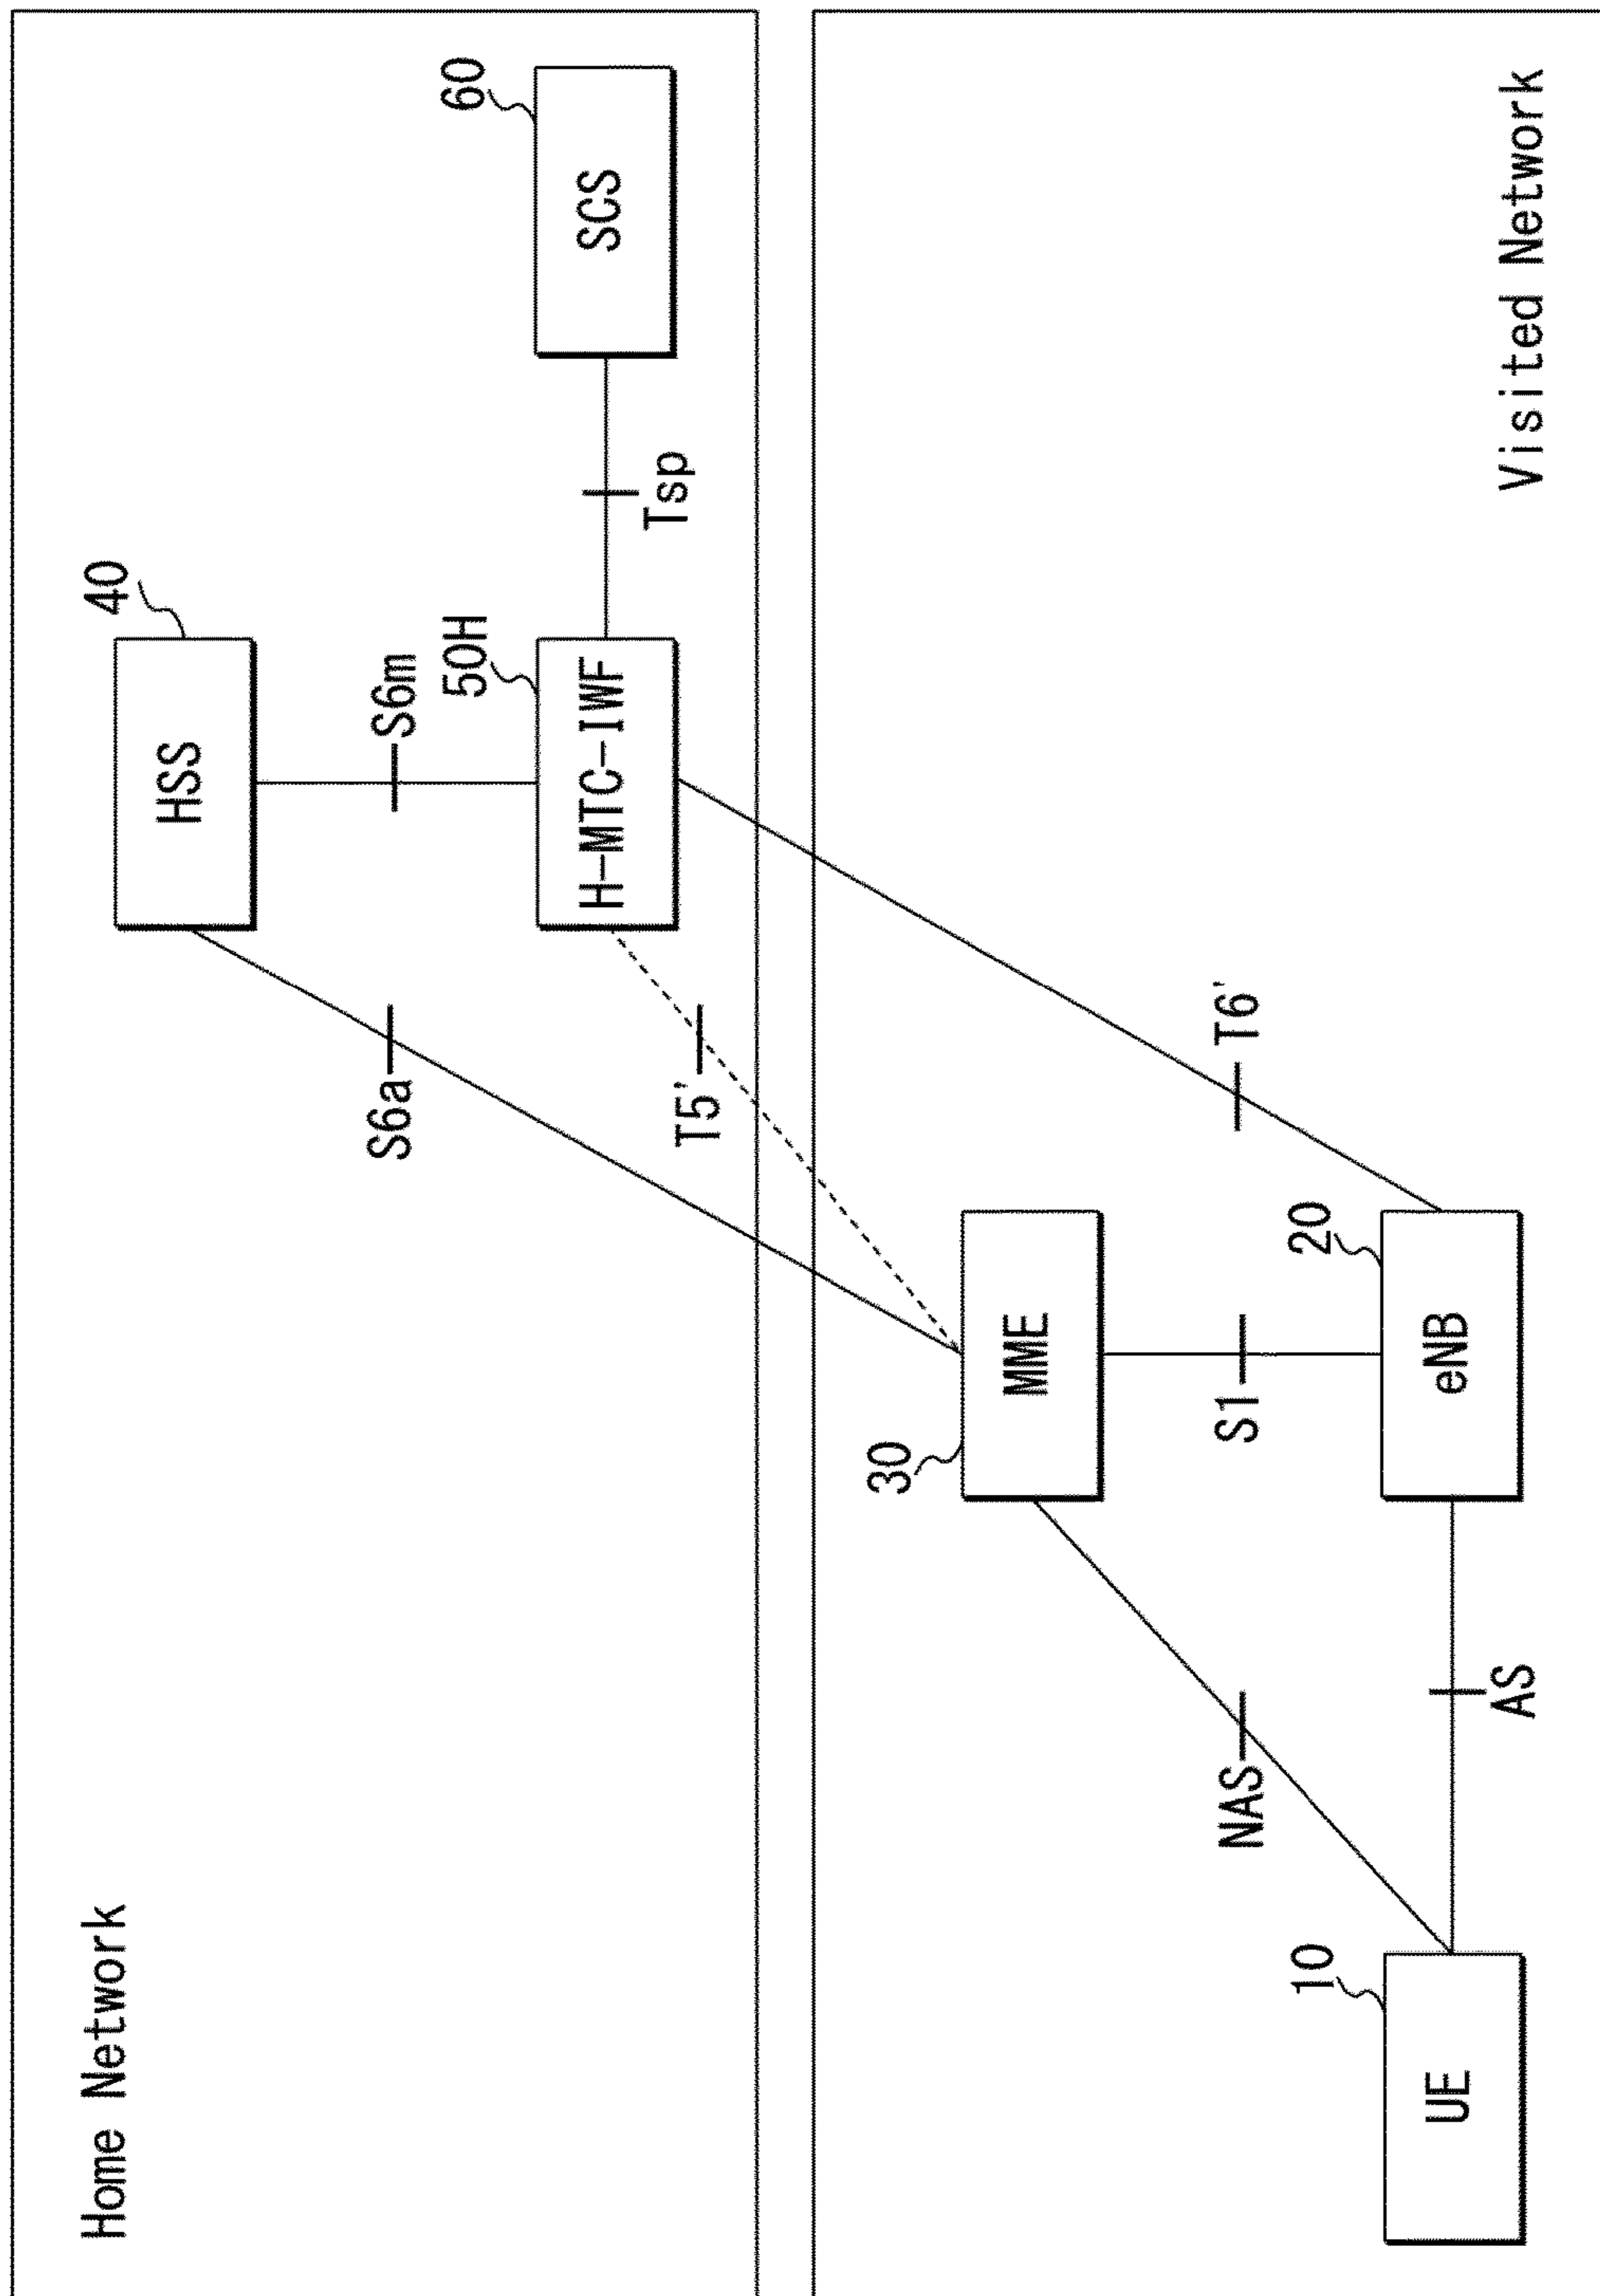 Home Network
40
HSS
S6a
S6m
50H
60
H-MTC-IWF
SCS
Tsp
T5'
30
MME
NAS
S1
T6'
10
20
UE
eNB
AS
Visited Network